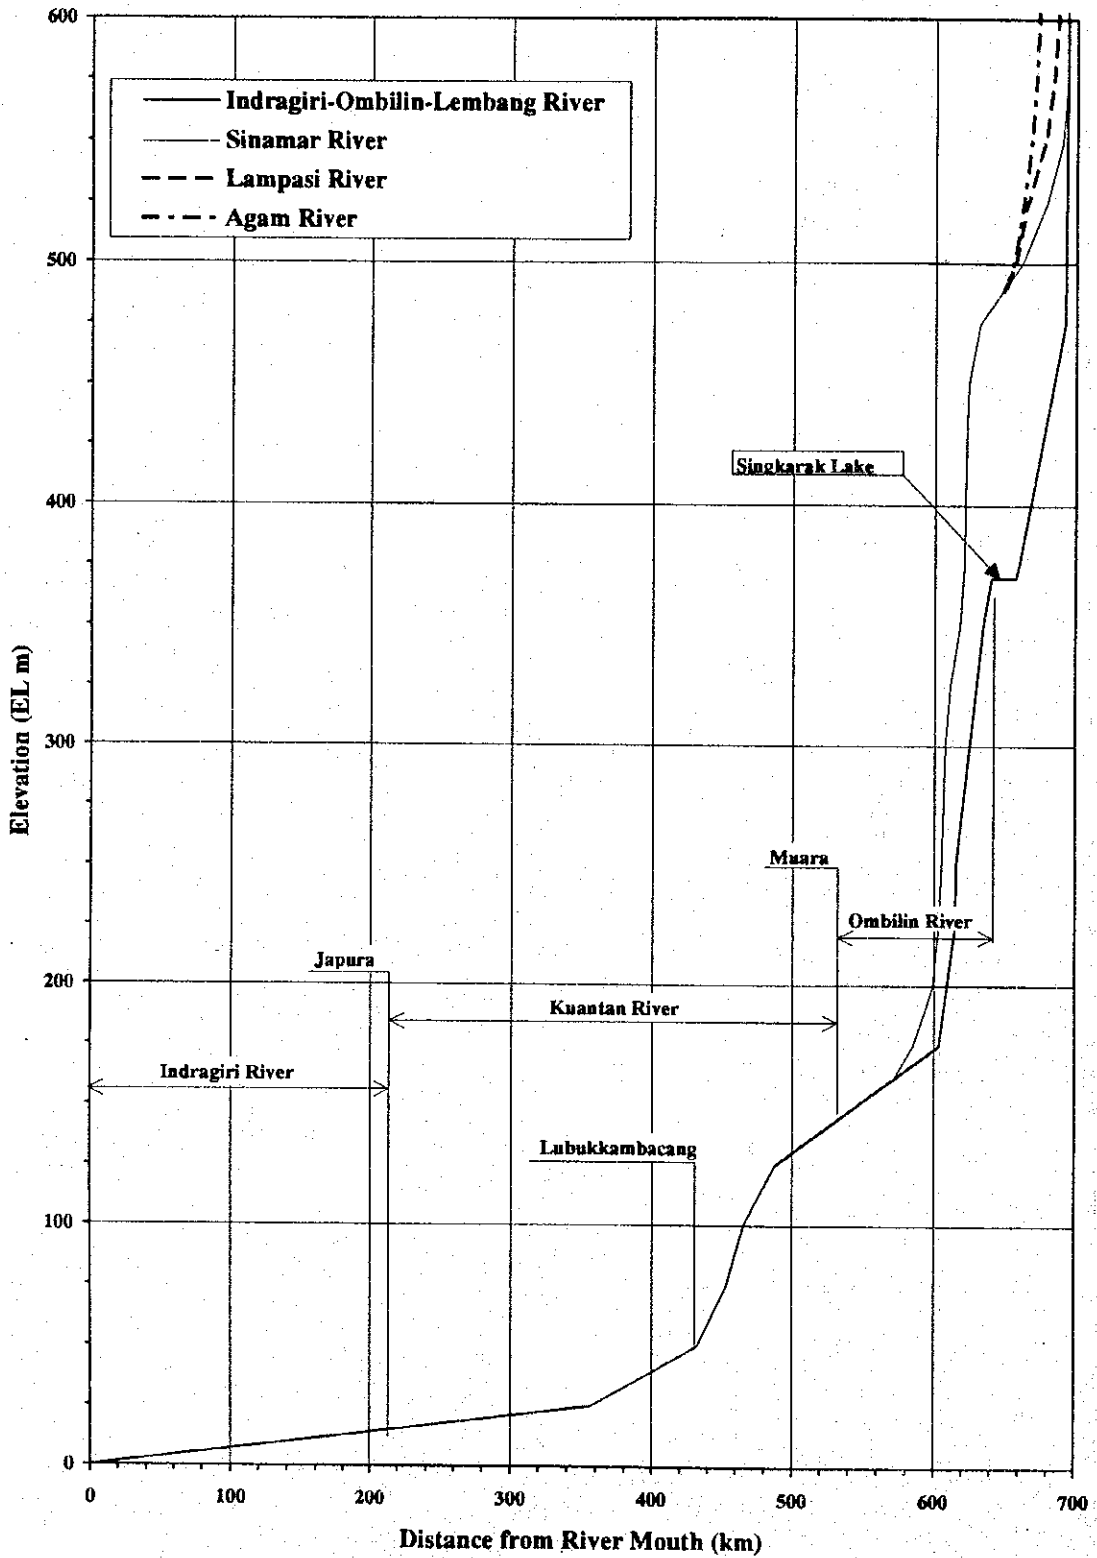 600
Indragiri-Ombilin-Lembang River
Sinamar River
Lampasi River
Agam River
500
Singkarak Lake
400
Elevation (EL m)
300
Muara
Ombilin River
Japura
200
Kuantan River
Indragiri River
Lubukkambacang
100
0
0 100 200 300 400 500 600 700
Distance from River Mouth (km)